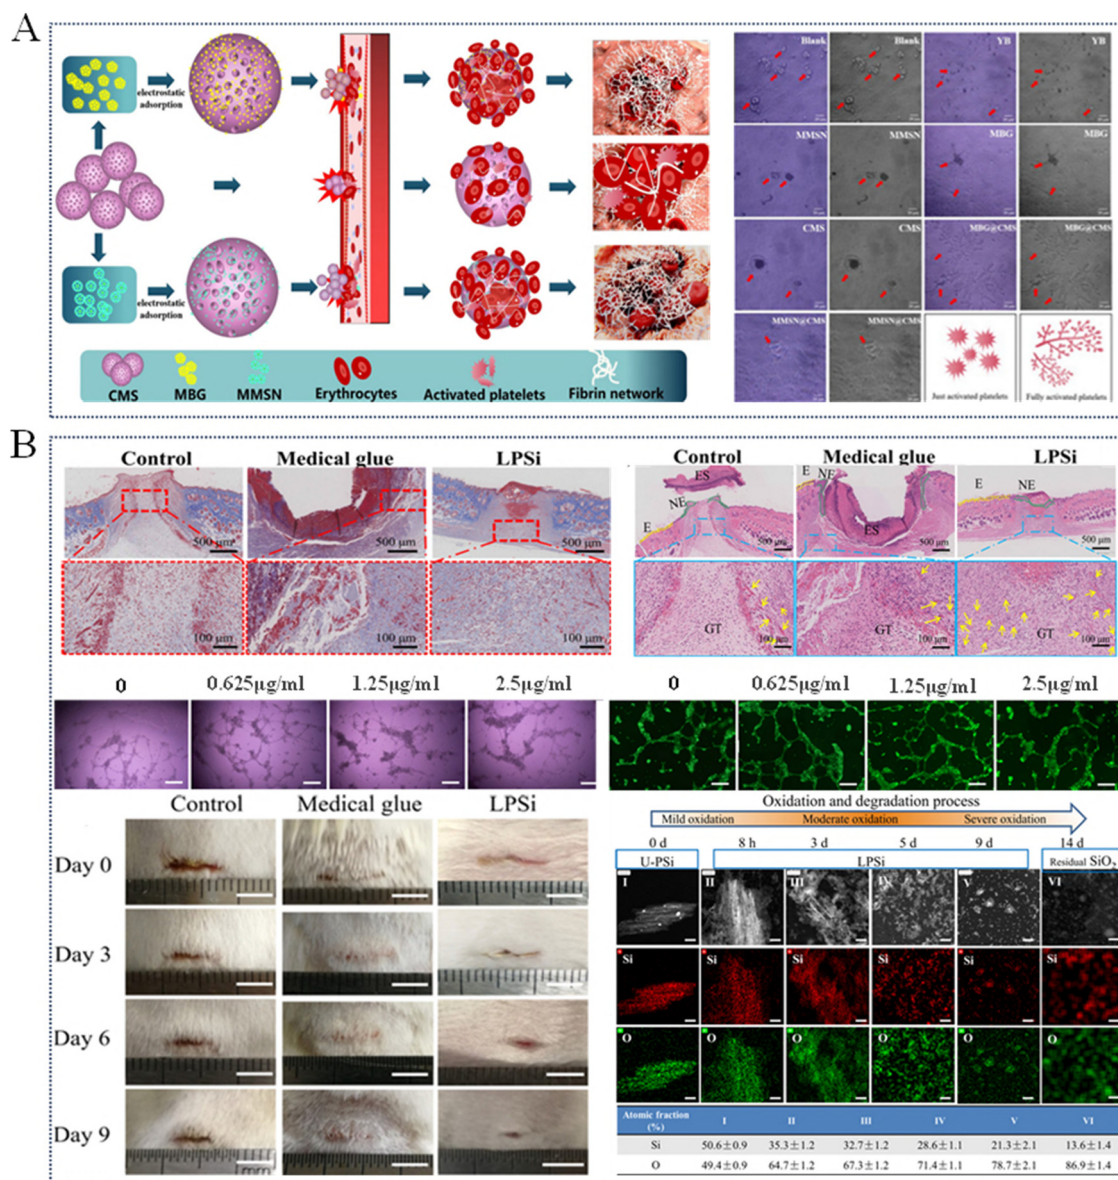 A
electrostatic
adsorption
electrostatic
adsorption
CMS
MBG
MMSN
Erythrocytes
Activated platelets
Fibrin network
Blank
Blank
YB
YB
MMSN
MMSN
MBG
MBG
CMS
CMS
MBG@CMS
MBG@CMS
MMSN@CMS
MMSN@CMS
Just activated platelets
Fully activated platelets
B
Control
Medical glue
LPSi
500 μm
500 μm
500 μm
100 μm
100 μm
100 μm
Control
Medical glue
LPSi
ES
NE
E
500 μm
E
NE
ES
500 μm
E
NE
500 μm
GT
100 μm
GT
100 μm
GT
100 μm
0
0.625μg/ml
1.25μg/ml
2.5μg/ml
0
0.625μg/ml
1.25μg/ml
2.5μg/ml
Control
Medical glue
LPSi
Day 0
Day 3
Day 6
Day 9
mm
Oxidation and degradation process
Mild oxidation Moderate oxidation Severe oxidation
0 d 8 h 3 d 5 d 9 d 14 d
U-PSi LPSi Residual SiO₂
I II III IV V VI
Si Si Si Si Si Si
O O O O O O
Atomic fraction
(%)
I II III IV V VI
Si 50.6±0.9 35.3±1.2 32.7±1.2 28.6±1.1 21.3±2.1 13.6±1.4
O 49.4±0.9 64.7±1.2 67.3±1.2 71.4±1.1 78.7±2.1 86.9±1.4